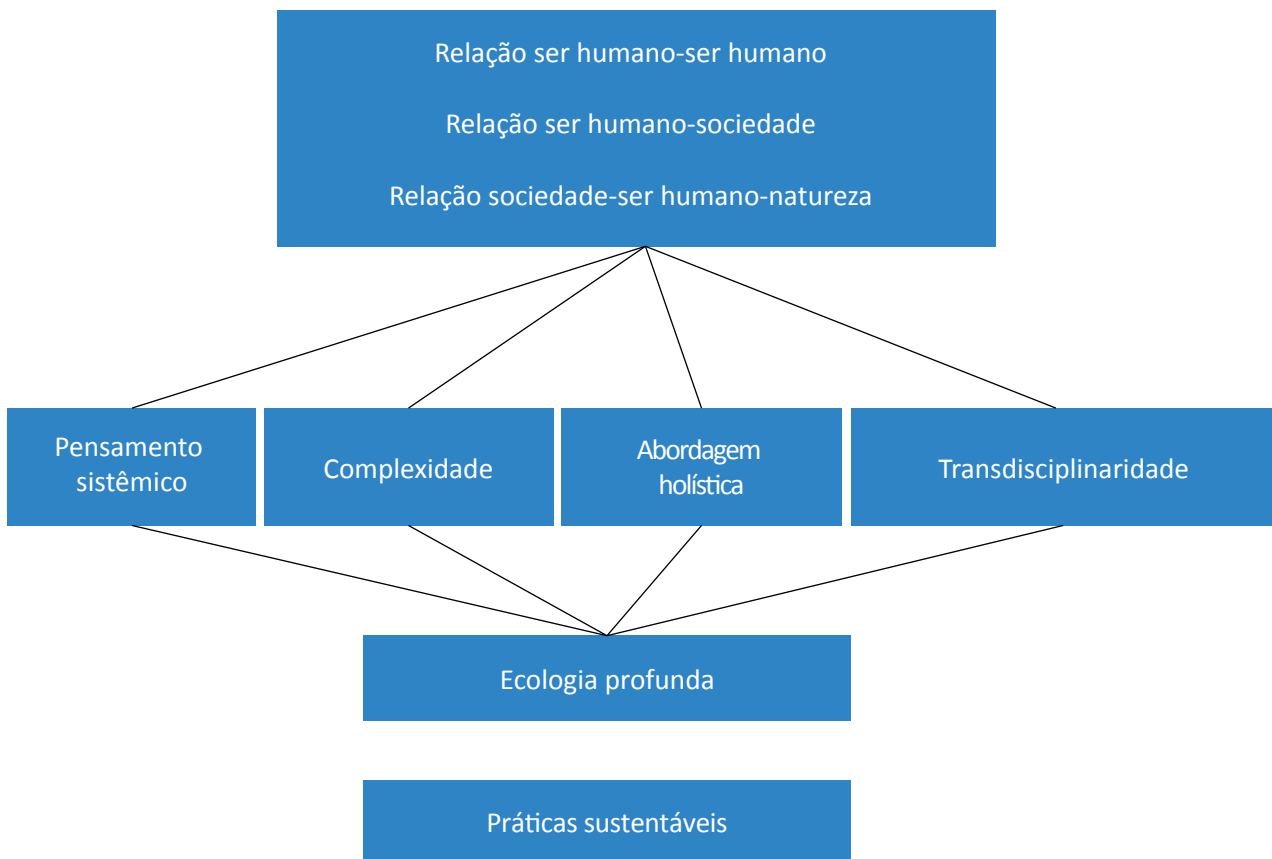 Relação ser humano-ser humano
Relação ser humano-sociedade
Relação sociedade-ser humano-natureza
Pensamento
sistêmico
Complexidade
Abordagem
holística
Transdisciplinaridade
Ecologia profunda
Práticas sustentáveis